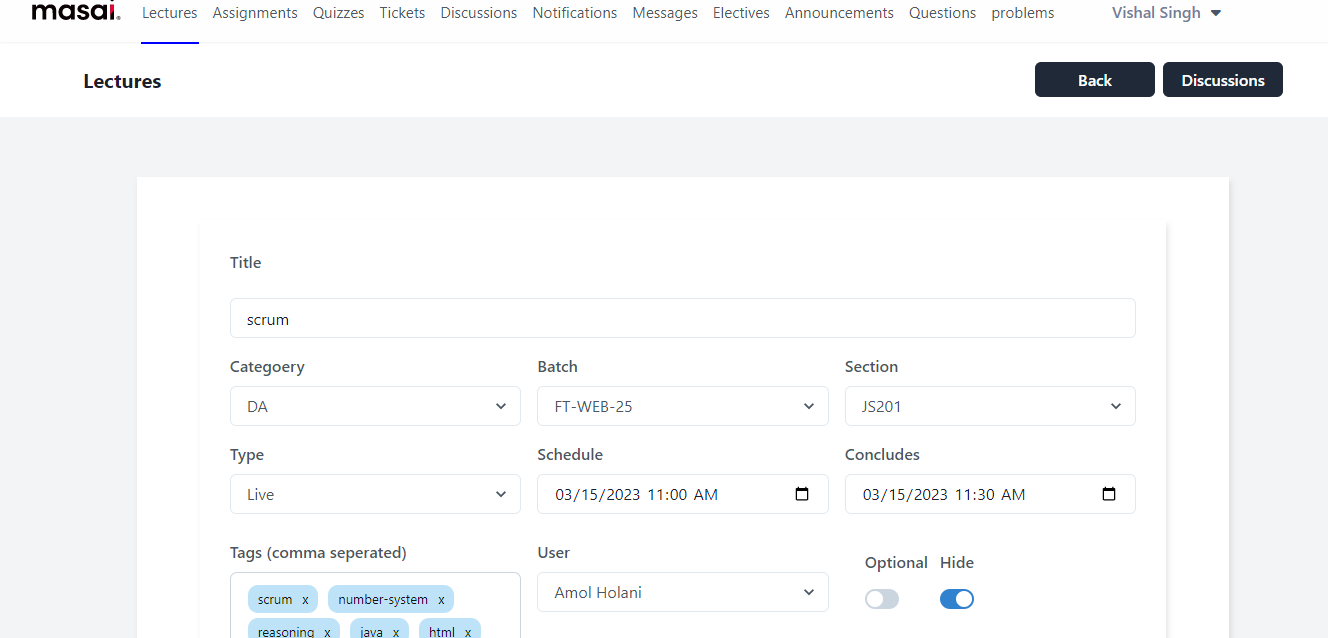 masai.
Lectures Assignments Quizzes Tickets Discussions Notifications Messages Electives Announcements Questions problems Vishal Singh
Lectures Back Discussions
Title
scrum
Categoery Batch Section
DA FT-WEB-25 JS201
Type Schedule Concludes
Live 03/15/2023 11:00 AM 03/15/2023 11:30 AM
Tags (comma seperated) User Optional Hide
scrum x number-system x Amol Holani
reasoning x java x html x